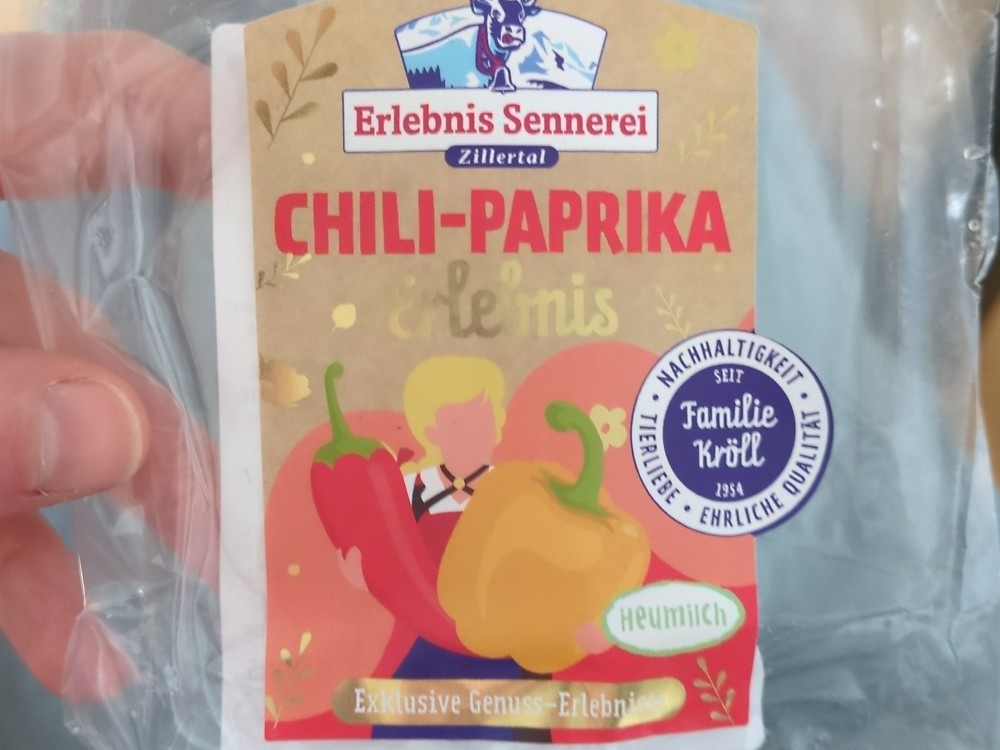 Erlebnis Sennerei
Zillertal
CHILI-PAPRIKA
Erlebnis
NACHHALTIGKEIT • EHRLICHE QUALITÄT • TIERLIEBE •
SEIT
Familie
Kröll
1954
Heumilch
Exklusive Genuss-Erlebnisse